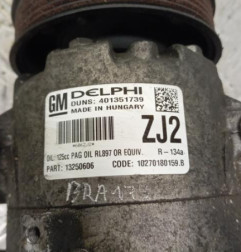 GM DELPHI
DUNS: 401351739
MADE IN HUNGARY
ZJ2
OIL: 125cc PAG OIL RL897 OR EQUIV. R-134a
PART: 13250606 CODE: 10270180159.B